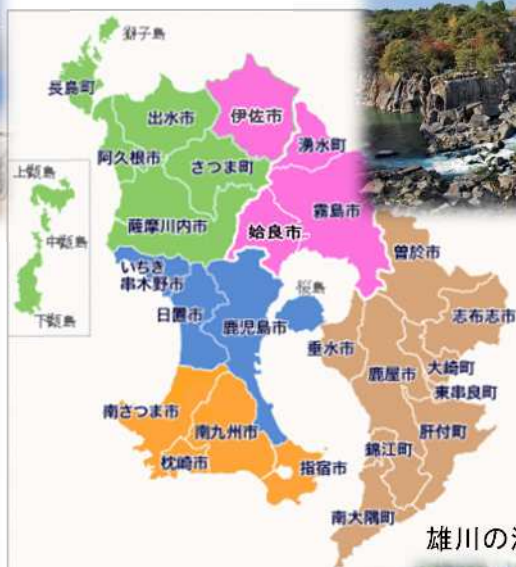 獅子島
長島町
出水市
伊佐市
湧水町
阿久根市
さつま町
霧島市
上甑島
薩摩川内市
姶良市
曽於市
中甑島
いちき
串木野市
桜島
志布志市
日置市
鹿児島市
垂水市
大崎町
下甑島
鹿屋市
東串良町
南さつま市
南九州市
肝付町
錦江町
枕崎市
指宿市
南大隅町
雄川の